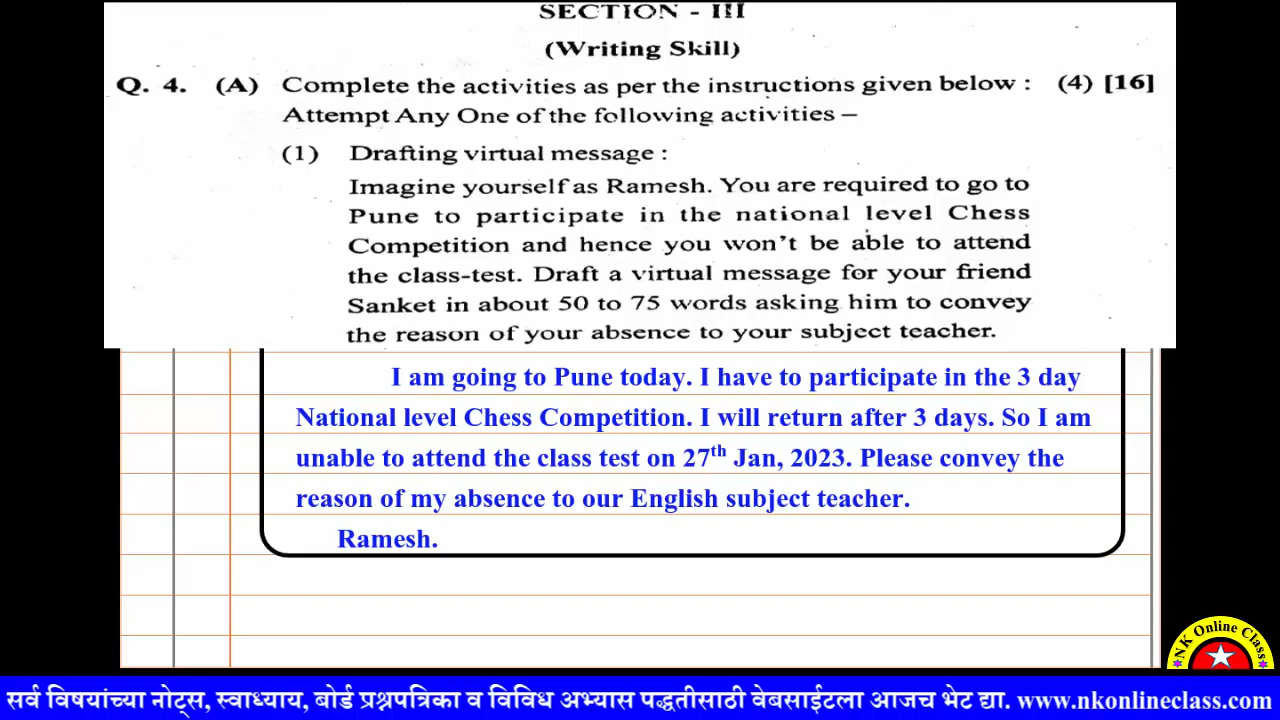 SECTION - III
(Writing Skill)
Q. 4. (A) Complete the activities as per the instructions given below : (4) [16]
Attempt Any One of the following activities –
(1) Drafting virtual message :
Imagine yourself as Ramesh. You are required to go to
Pune to participate in the national level Chess
Competition and hence you won't be able to attend
the class-test. Draft a virtual message for your friend
Sanket in about 50 to 75 words asking him to convey
the reason of your absence to your subject teacher.
I am going to Pune today. I have to participate in the 3 day
National level Chess Competition. I will return after 3 days. So I am
unable to attend the class test on 27th Jan, 2023. Please convey the
reason of my absence to our English subject teacher.
Ramesh.
NK Online Class
सर्व विषयांच्या नोट्स, स्वाध्याय, बोर्ड प्रश्नपत्रिका व विविध अभ्यास पद्धतीसाठी वेबसाईटला आजच भेट द्या. www.nkonlineclass.com